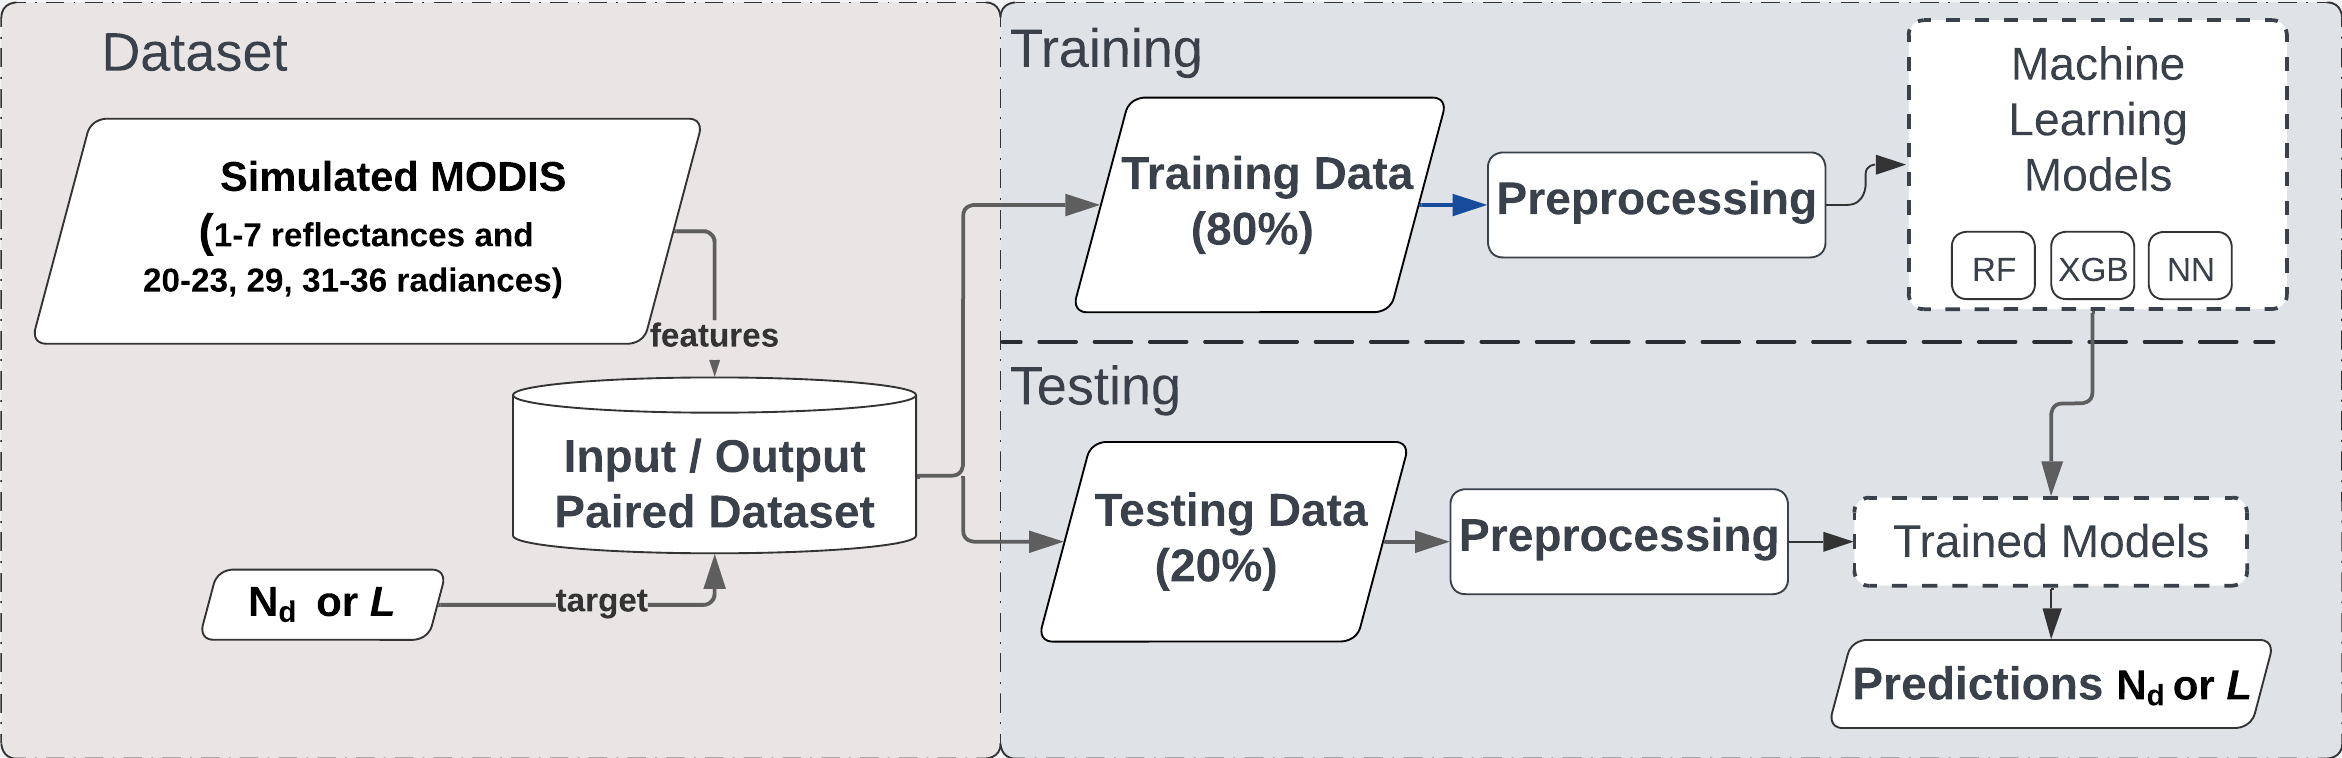 Dataset
Simulated MODIS
(1-7 reflectances and
20-23, 29, 31-36 radiances)
features
Input / Output
Paired Dataset
Nd or L
target
Training
Training Data
(80%)
Preprocessing
Machine
Learning
Models
RF XGB NN
Testing
Testing Data
(20%)
Preprocessing
Trained Models
Predictions Nd or L